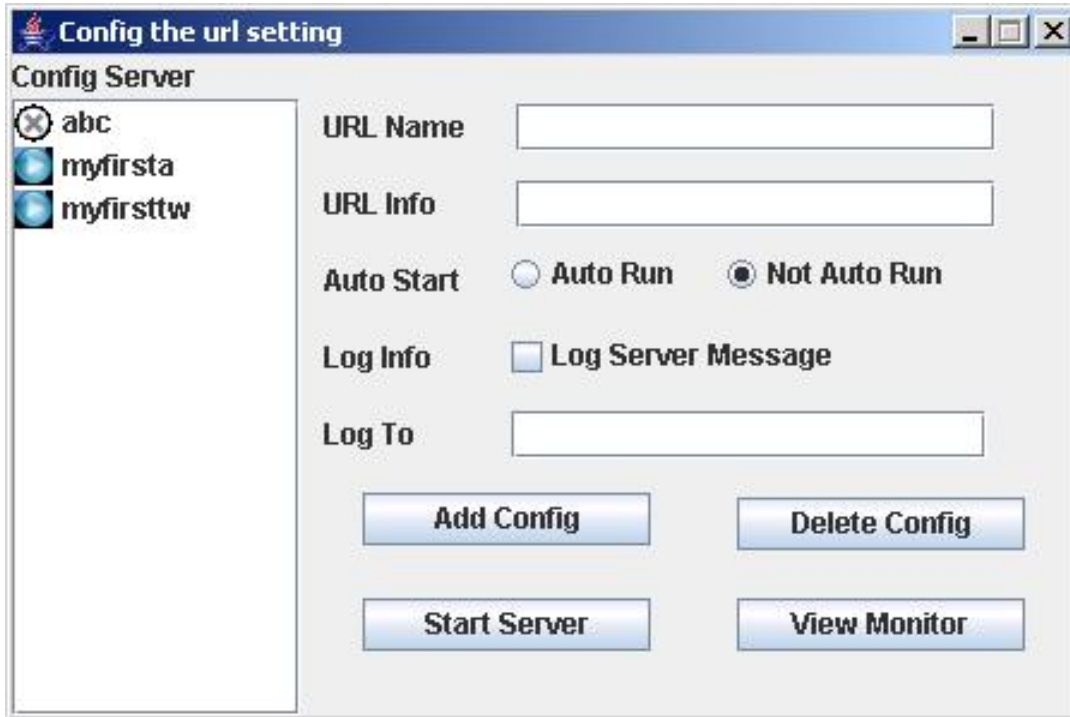 Config the url setting
Config Server
abc
myfirsta
myfirsttw
URL Name
URL Info
Auto Start
Auto Run
Not Auto Run
Log Info
Log Server Message
Log To
Add Config
Delete Config
Start Server
View Monitor